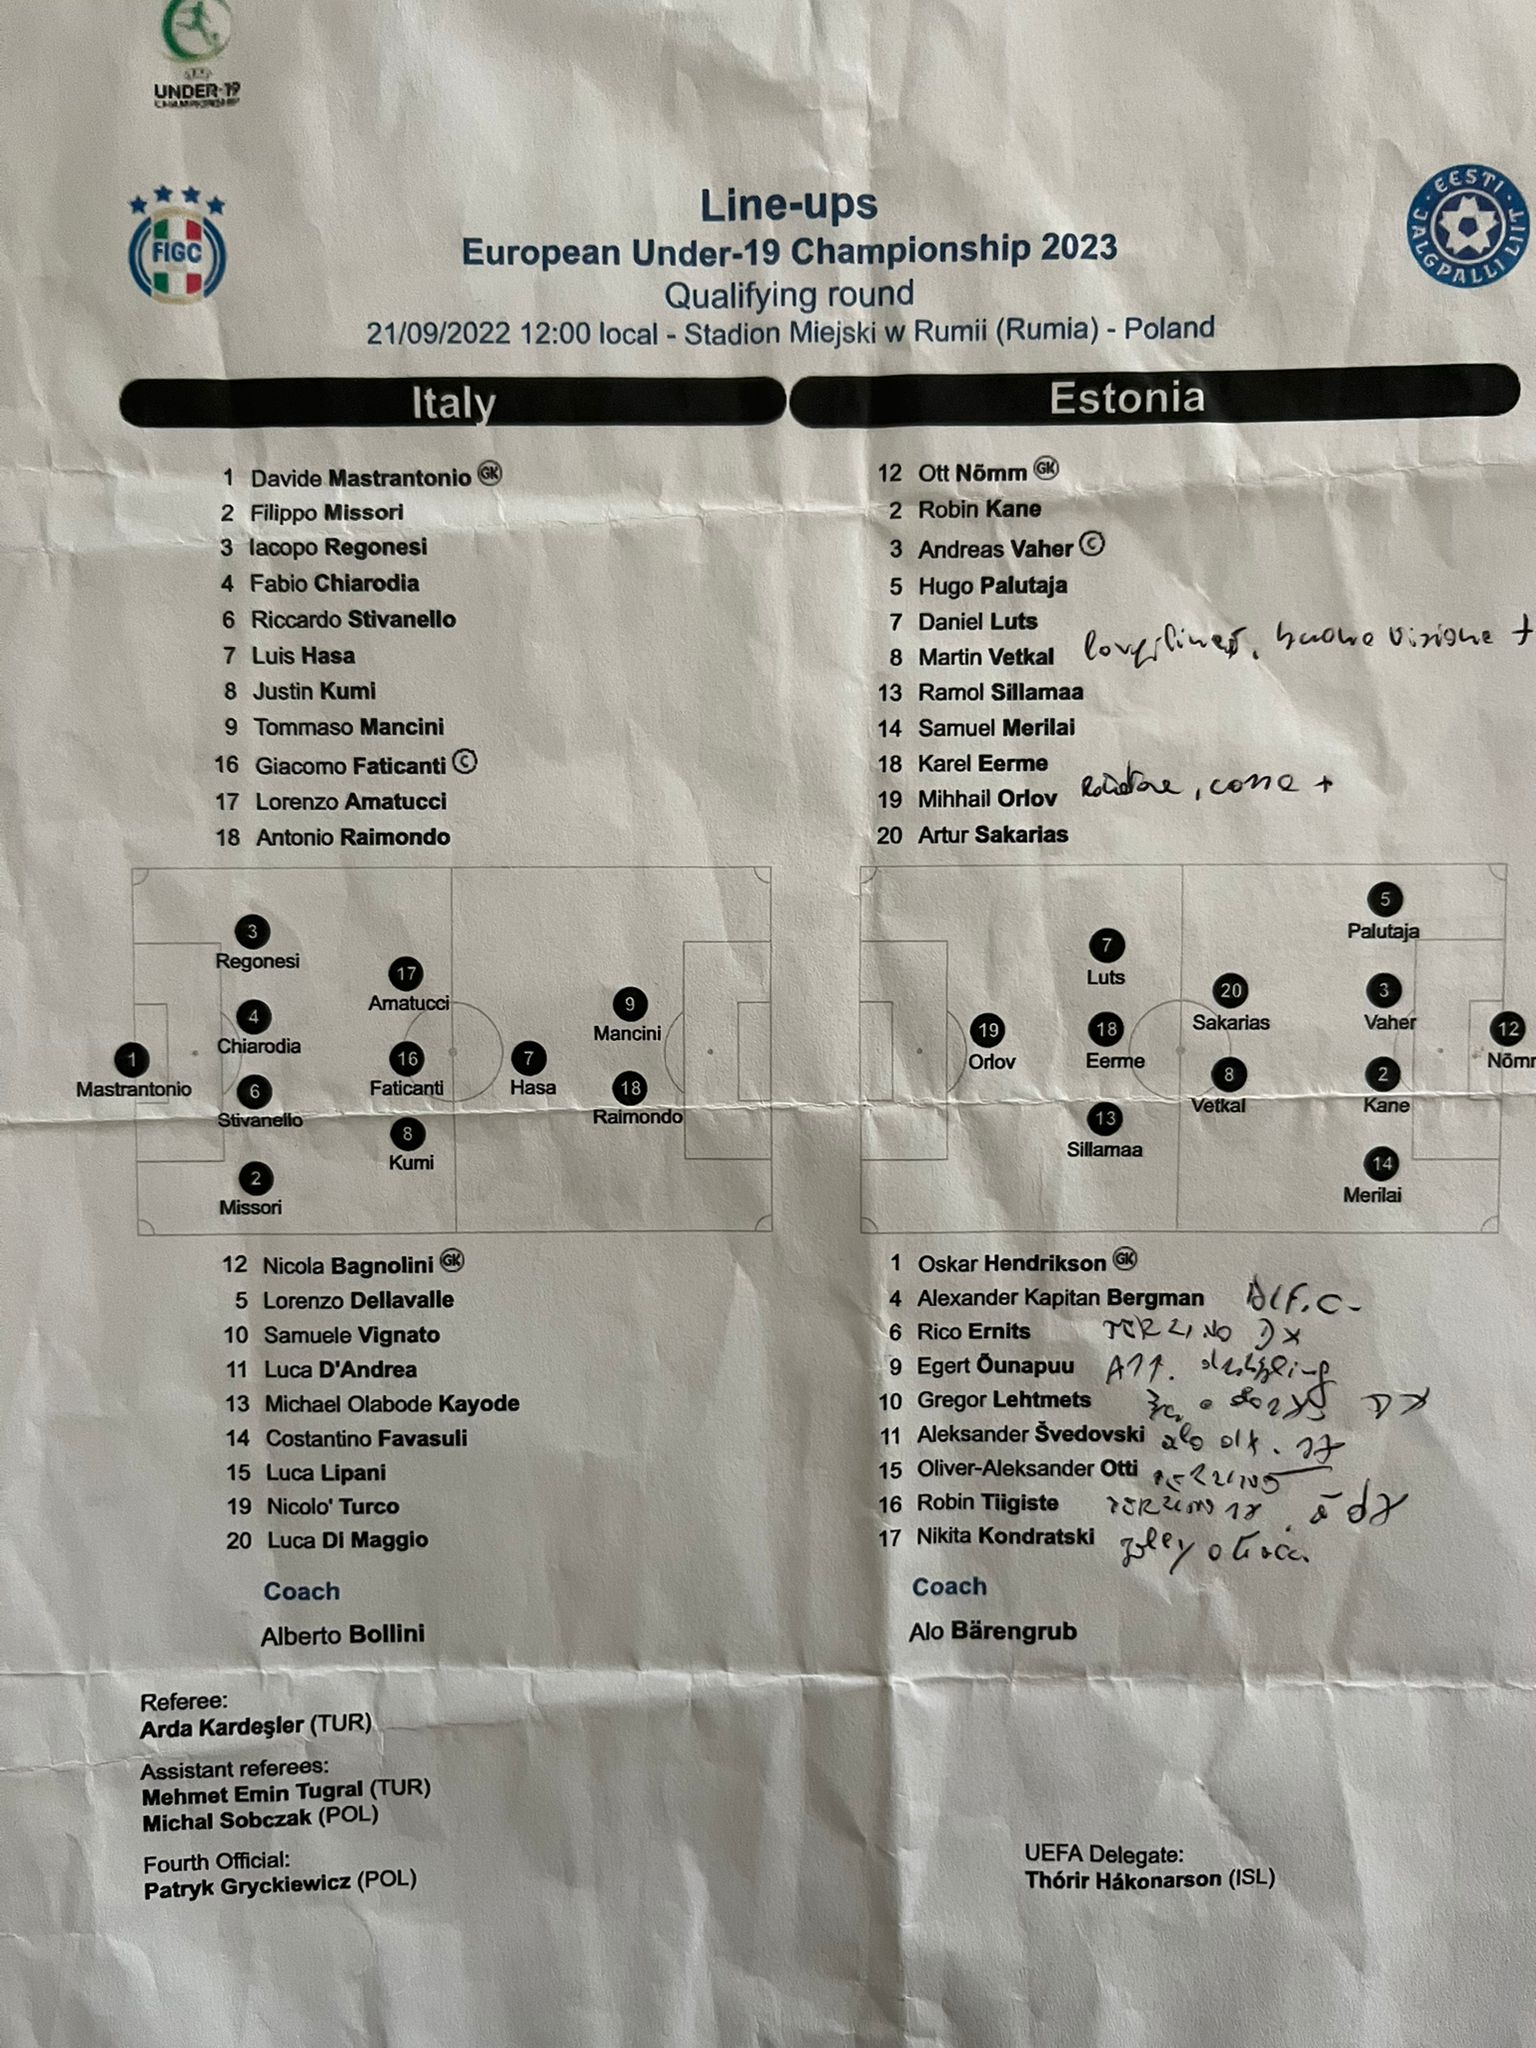 UNDER-19
CHAMPIONSHIP
FIGC
EESTI JALGPALLI LIIT
Line-ups
European Under-19 Championship 2023
Qualifying round
21/09/2022 12:00 local - Stadion Miejski w Rumii (Rumia) - Poland
Italy
1 Davide Mastrantonio GK
2 Filippo Missori
3 Iacopo Regonesi
4 Fabio Chiarodia
6 Riccardo Stivanello
7 Luis Hasa
8 Justin Kumi
9 Tommaso Mancini
16 Giacomo Faticanti C
17 Lorenzo Amatucci
18 Antonio Raimondo
Estonia
12 Ott Nõmm GK
2 Robin Kane
3 Andreas Vaher C
5 Hugo Palutaja
7 Daniel Luts
8 Martin Vetkal buona visione +
13 Ramol Sillamaa
14 Samuel Merilai
18 Karel Eerme
19 Mihhail Orlov , corre +
20 Artur Sakarias
3
Regonesi
17
Amatucci
4
Chiarodia
9
Mancini
1
Mastrantonio
16
Faticanti
7
Hasa
6
Stivanello
18
Raimondo
8
Kumi
2
Missori
5
Palutaja
7
Luts
20
Sakarias
3
Vaher
19
Orlov
18
Eerme
12
Nõmm
8
Vetkal
2
Kane
13
Sillamaa
14
Merilai
12 Nicola Bagnolini GK
5 Lorenzo Dellavalle
10 Samuele Vignato
11 Luca D'Andrea
13 Michael Olabode Kayode
14 Costantino Favasuli
15 Luca Lipani
19 Nicolo' Turco
20 Luca Di Maggio
Coach
Alberto Bollini
1 Oskar Hendrikson GK
4 Alexander Kapitan Bergman DIF. C.
6 Rico Ernits TERZINO DX
9 Egert Õunapuu ATT. dribbling
10 Gregor Lehtmets DX
11 Aleksander Švedovski
15 Oliver-Aleksander Otti TERZINO
16 Robin Tiigiste TERZINO
17 Nikita Kondratski
Coach
Alo Bärengrub
Referee:
Arda Kardeşler (TUR)
Assistant referees:
Mehmet Emin Tugral (TUR)
Michal Sobczak (POL)
Fourth Official:
Patryk Gryckiewicz (POL)
UEFA Delegate:
Thórir Hákonarson (ISL)